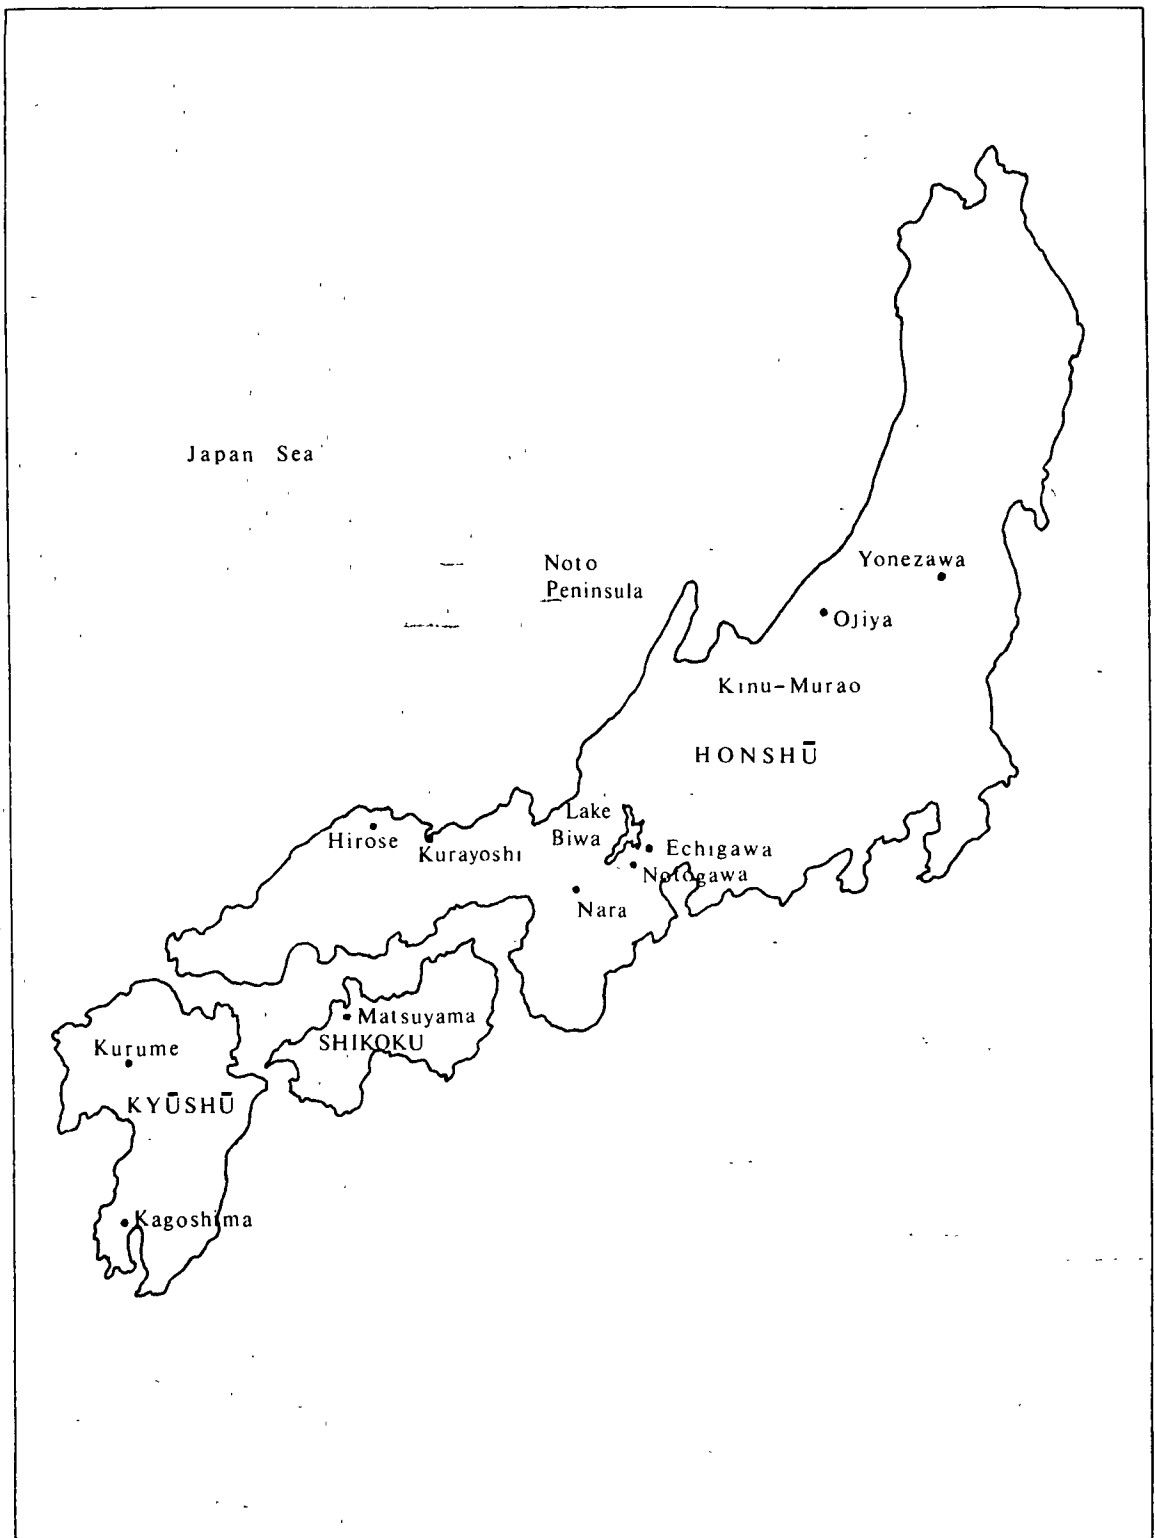 Japan Sea
Noto
Peninsula
Yonezawa
Ojiya
Kinu-Murao
HONSHŪ
Lake
Biwa
Hirose
Kurayoshi
Echigawa
Notogawa
Nara
Matsuyama
SHIKOKU
Kurume
KYŪSHŪ
Kagoshima